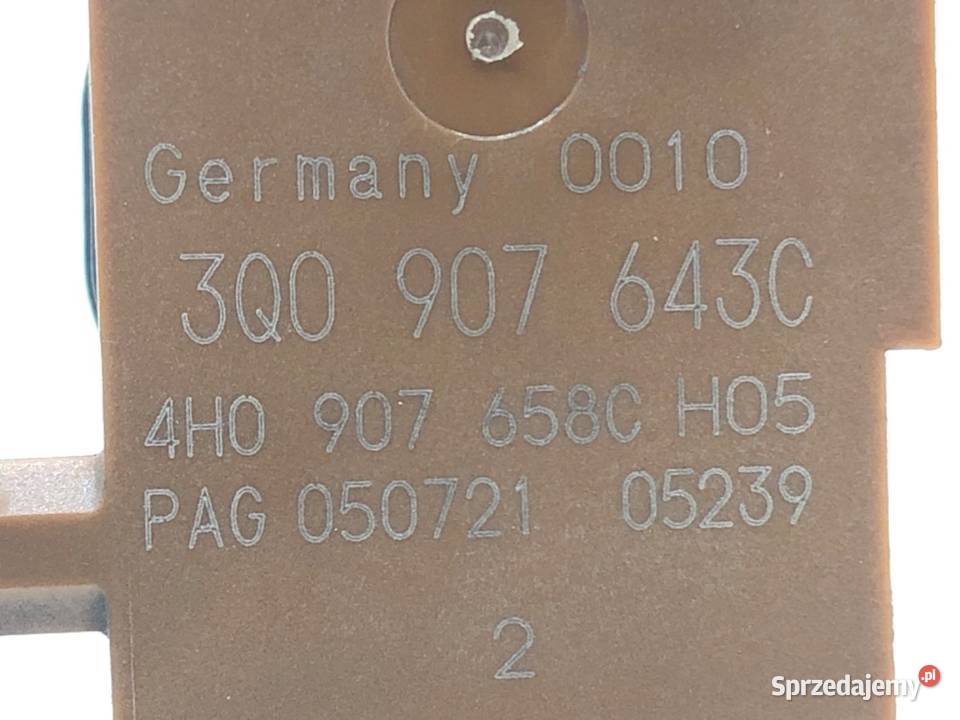 Germany 0010
3Q0 907 643C
4H0 907 658C H05
PAG 050721 05239
2
Sprzedajemy.pl